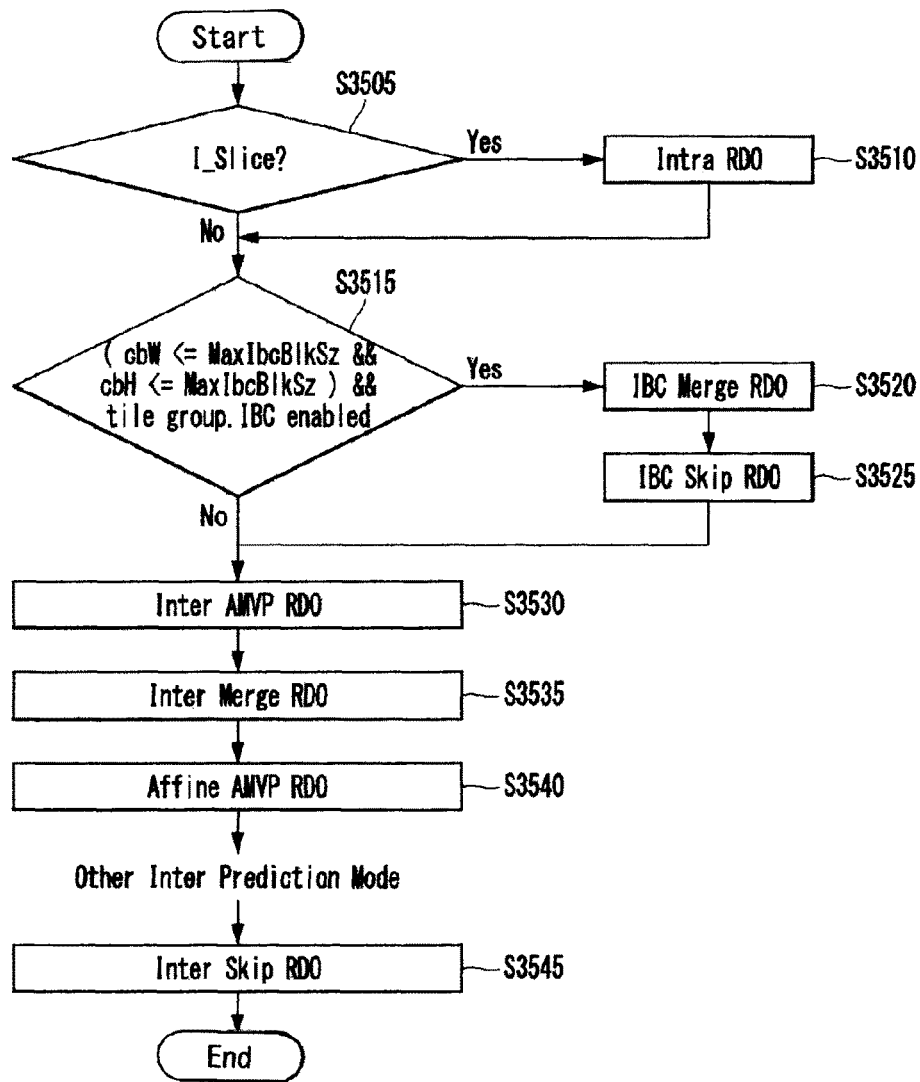 Start
S3505
I_Slice?
Yes
Intra RDO
S3510
No
S3515
( cbW <= MaxIbcBlkSz &&
cbH <= MaxIbcBlkSz ) &&
tile group.IBC enabled
Yes
IBC Merge RDO
S3520
IBC Skip RDO
S3525
No
Inter AMVP RDO
S3530
Inter Merge RDO
S3535
Affine AMVP RDO
S3540
Other Inter Prediction Mode
Inter Skip RDO
S3545
End